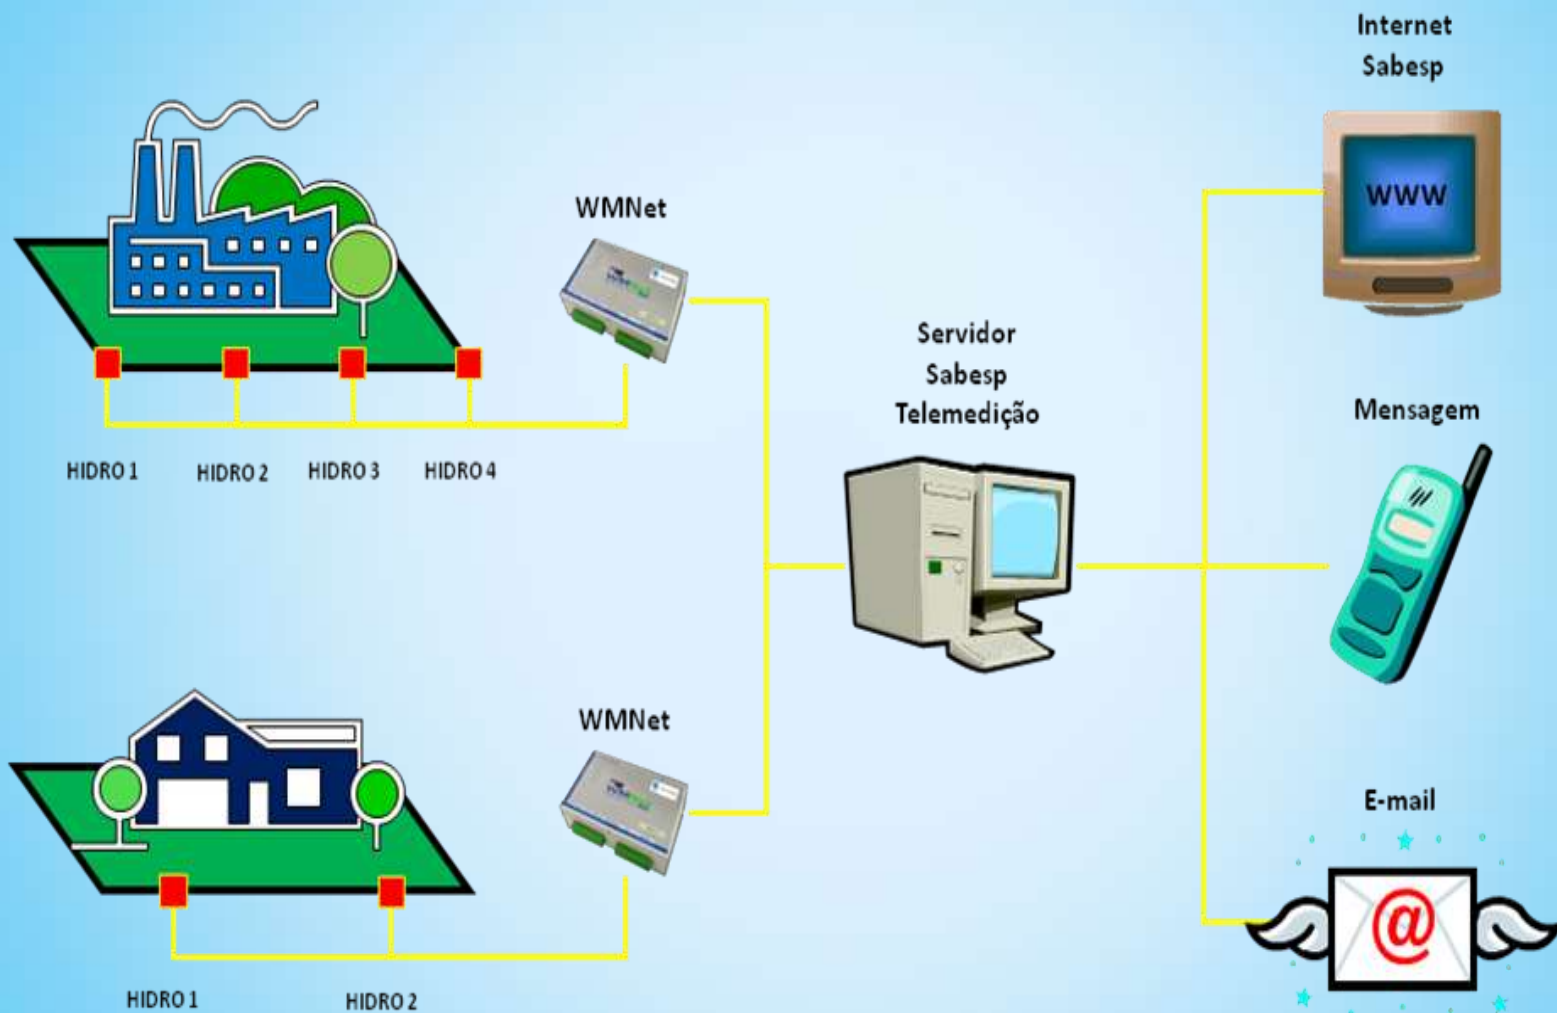 Internet
Sabesp
WWW
WMNet
Servidor
Sabesp
Telemedição
Mensagem
HIDRO 1
HIDRO 2
HIDRO 3
HIDRO 4
WMNet
E-mail
@
HIDRO 1
HIDRO 2